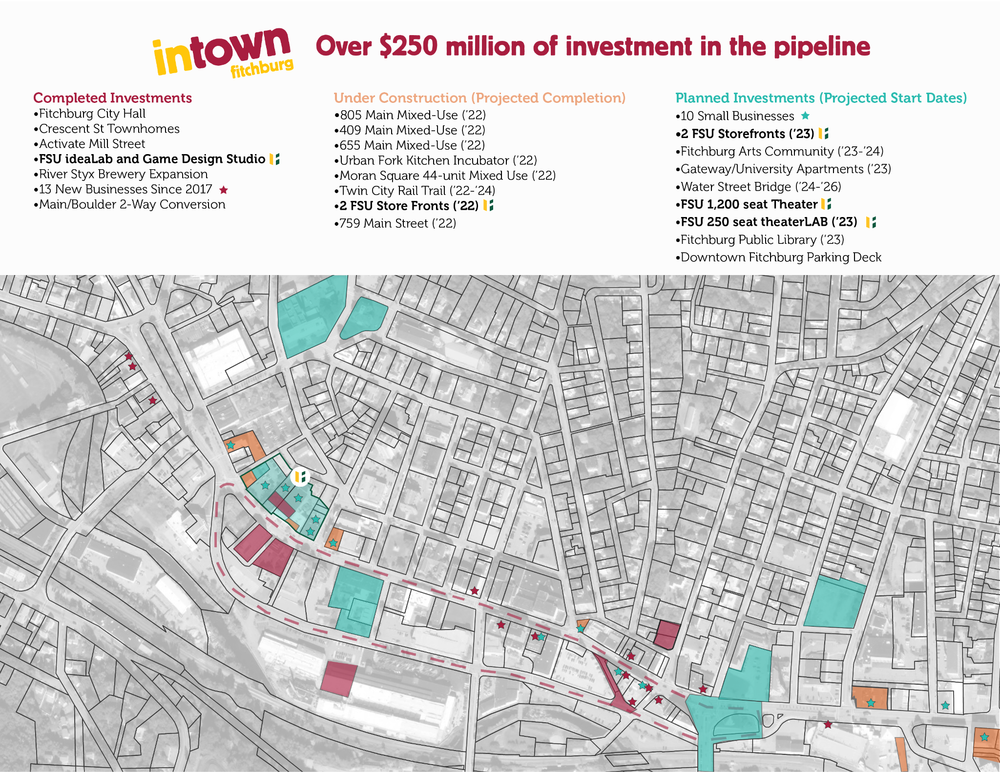 intown
fitchburg
Over $250 million of investment in the pipeline
Completed Investments
•Fitchburg City Hall
•Crescent St Townhomes
•Activate Mill Street
•FSU ideaLab and Game Design Studio
•River Styx Brewery Expansion
•13 New Businesses Since 2017
•Main/Boulder 2-Way Conversion
Under Construction (Projected Completion)
•805 Main Mixed-Use (’22)
•409 Main Mixed-Use (’22)
•655 Main Mixed-Use (’22)
•Urban Fork Kitchen Incubator (’22)
•Moran Square 44-unit Mixed Use (’22)
•Twin City Rail Trail (’22-’24)
•2 FSU Store Fronts (’22)
•759 Main Street (’22)
Planned Investments (Projected Start Dates)
•10 Small Businesses
•2 FSU Storefronts (’23)
•Fitchburg Arts Community (’23-’24)
•Gateway/University Apartments (’23)
•Water Street Bridge (’24-’26)
•FSU 1,200 seat Theater
•FSU 250 seat theaterLAB (’23)
•Fitchburg Public Library (’23)
•Downtown Fitchburg Parking Deck